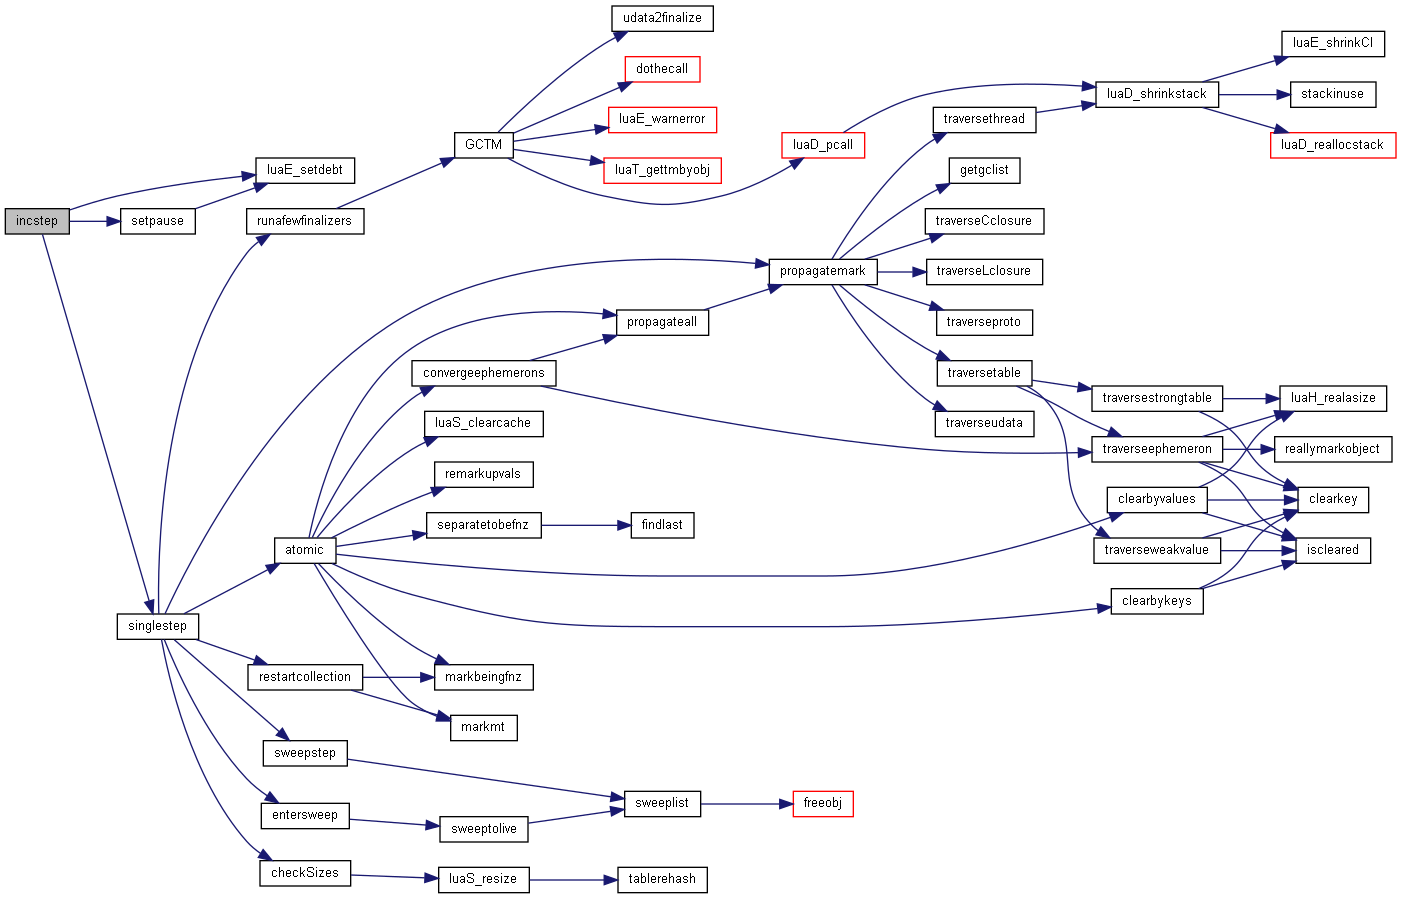 udata2finalize
luaE_shrinkCI
dothecall
luaD_shrinkstack
stackinuse
luaE_warnerror
traversethread
GCTM
luaD_pcall
luaD_reallocstack
luaE_setdebt
luaT_gettmbyobj
getgclist
incstep
setpause
runafewfinalizers
traverseCclosure
propagatemark
traverseLclosure
propagateall
traverseproto
convergeephemerons
traversetable
traversestrongtable
luaH_realasize
luaS_clearcache
traverseudata
traverseephemeron
reallymarkobject
remarkupvals
clearbyvalues
clearkey
separatetobefnz
findlast
atomic
traverseweakvalue
iscleared
clearbykeys
singlestep
restartcollection
markbeingfnz
markmt
sweepstep
sweeplist
freeobj
entersweep
sweeptolive
checkSizes
luaS_resize
tablerehash